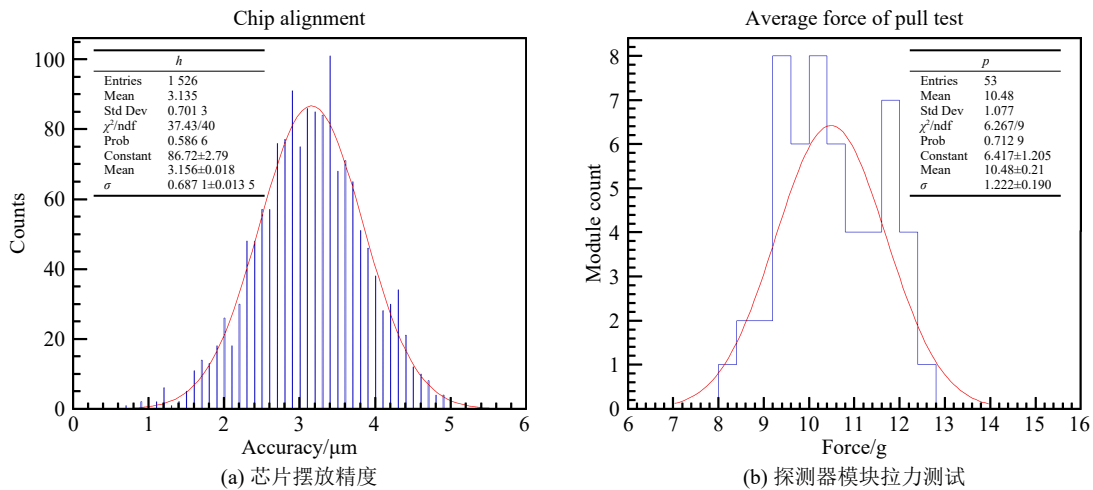 Chip alignment
h
Entries 1 526
Mean 3.135
Std Dev 0.701 3
χ²/ndf 37.43/40
Prob 0.586 6
Constant 86.72±2.79
Mean 3.156±0.018
σ 0.687 1±0.013 5
100
80
60
40
20
0
Counts
0 1 2 3 4 5 6
Accuracy/μm
(a) 芯片摆放精度
Average force of pull test
p
Entries 53
Mean 10.48
Std Dev 1.077
χ²/ndf 6.267/9
Prob 0.712 9
Constant 6.417±1.205
Mean 10.48±0.21
σ 1.222±0.190
8
7
6
5
4
3
2
1
0
Module count
6 7 8 9 10 11 12 13 14 15 16
Force/g
(b) 探测器模块拉力测试